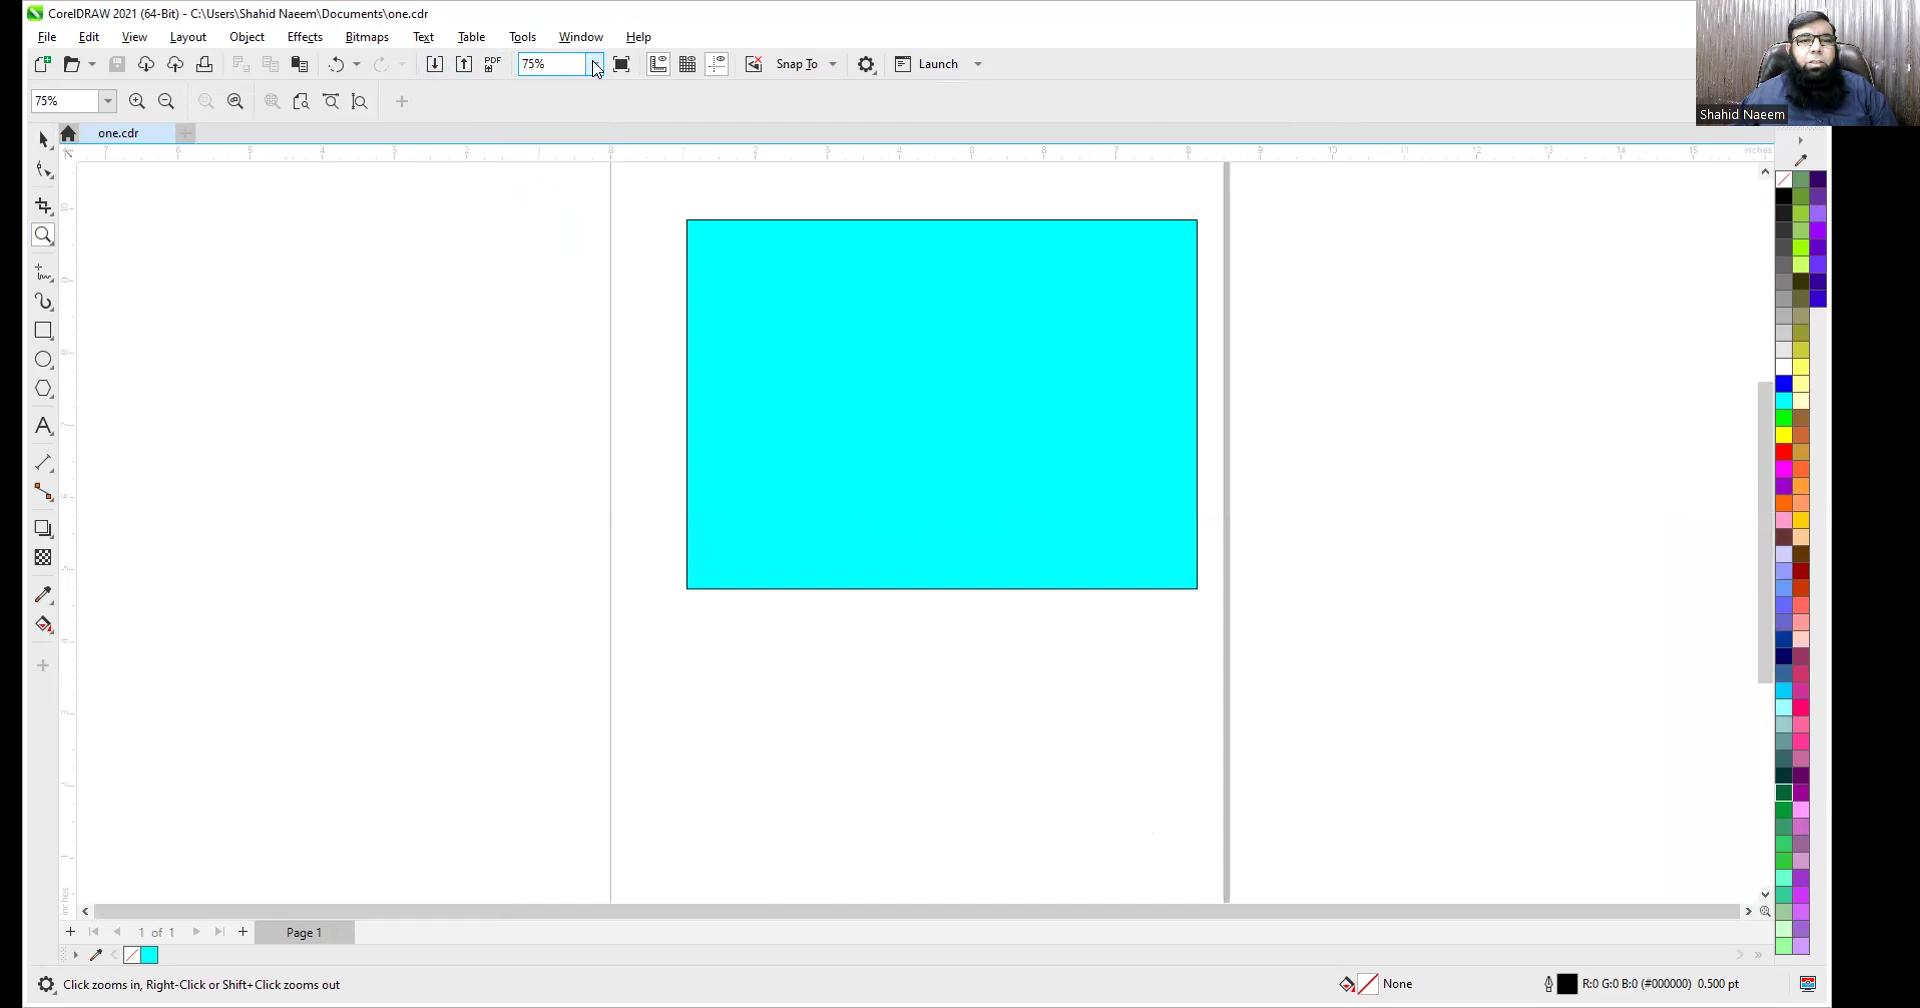 CorelDRAW 2021 (64-Bit) - C:\Users\Shahid Naeem\Documents\one.cdr
File Edit View Layout Object Effects Bitmaps Text Table Tools Window Help
PDF 75% Snap To Launch
75%
Shahid Naeem
one.cdr
inches
1 of 1 Page 1
Click zooms in, Right-Click or Shift+Click zooms out None R:0 G:0 B:0 (#000000) 0.500 pt